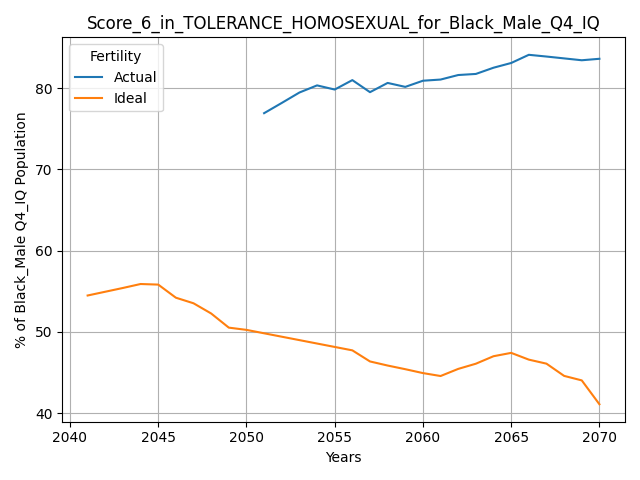 Score_6_in_TOLERANCE_HOMOSEXUAL_for_Black_Male_Q4_IQ
Fertility
Actual
Ideal
% of Black_Male Q4_IQ Population
80
70
60
50
40
2040 2045 2050 2055 2060 2065 2070
Years